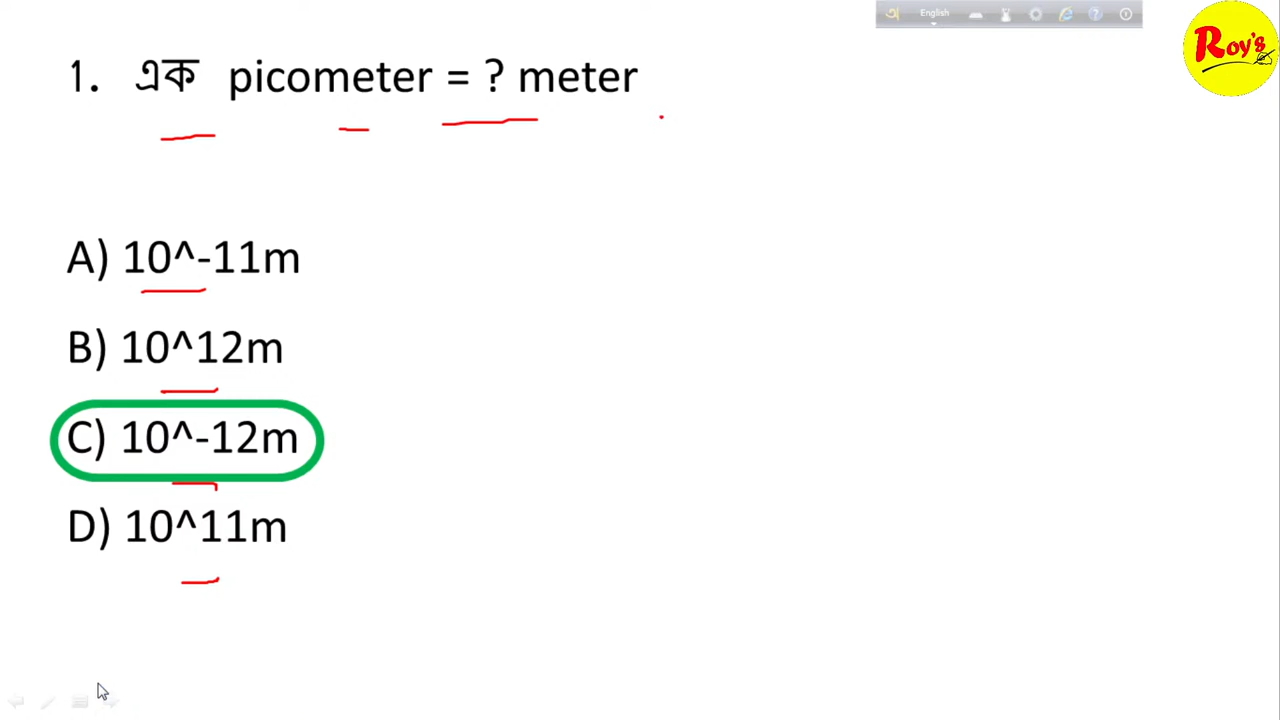 English
Roy's
1. এক picometer = ? meter
A) 10^-11m
B) 10^12m
C) 10^-12m
D) 10^11m